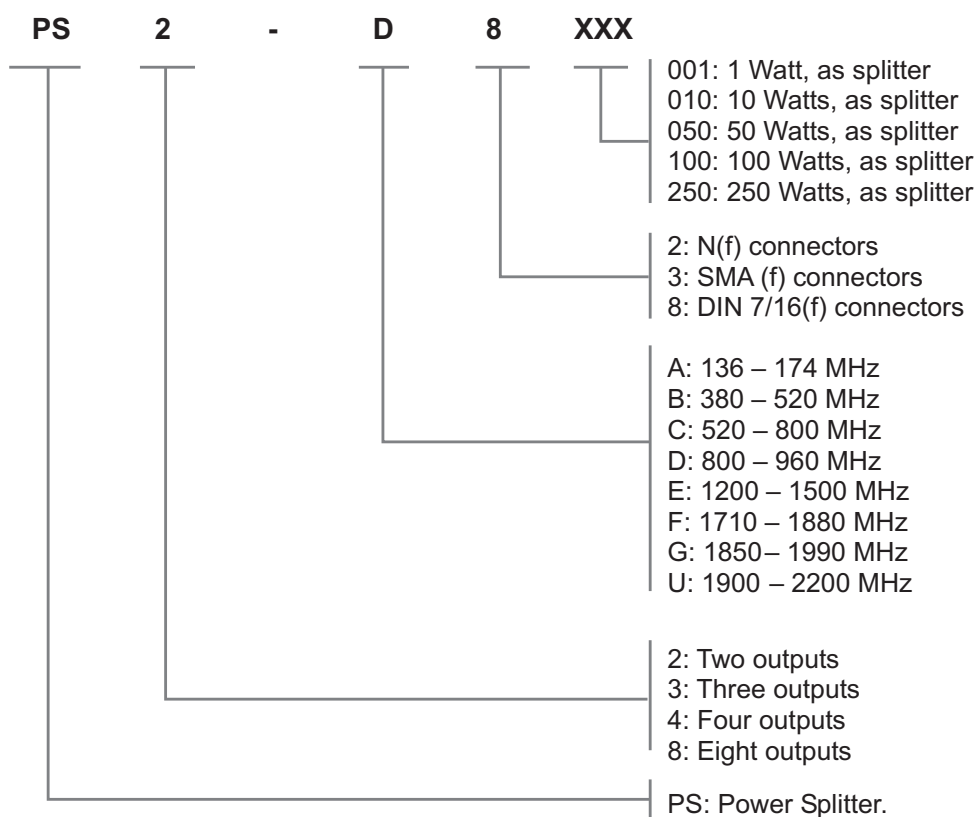 PS 2 - D 8 XXX
001: 1 Watt, as splitter
010: 10 Watts, as splitter
050: 50 Watts, as splitter
100: 100 Watts, as splitter
250: 250 Watts, as splitter
2: N(f) connectors
3: SMA (f) connectors
8: DIN 7/16(f) connectors
A: 136 – 174 MHz
B: 380 – 520 MHz
C: 520 – 800 MHz
D: 800 – 960 MHz
E: 1200 – 1500 MHz
F: 1710 – 1880 MHz
G: 1850 – 1990 MHz
U: 1900 – 2200 MHz
2: Two outputs
3: Three outputs
4: Four outputs
8: Eight outputs
PS: Power Splitter.